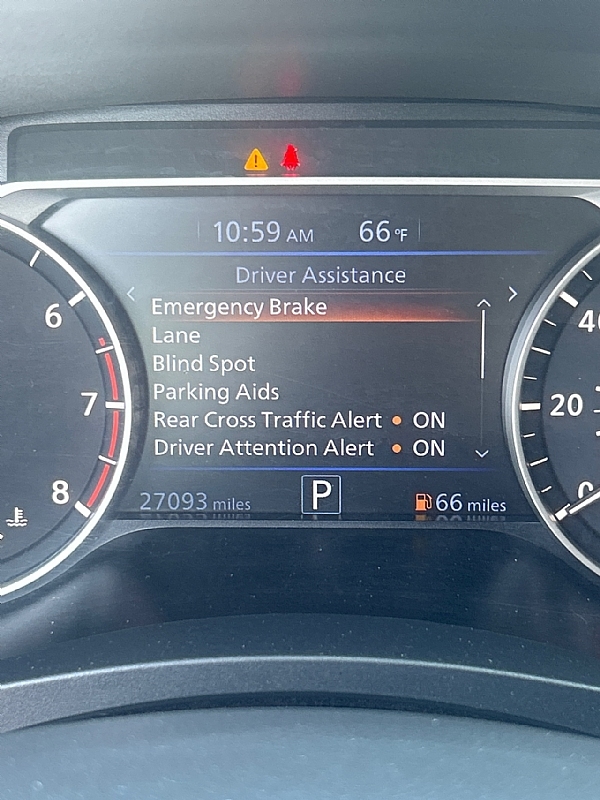 10:59 AM 66 °F
Driver Assistance
Emergency Brake
Lane
Blind Spot
Parking Aids
Rear Cross Traffic Alert • ON
Driver Attention Alert • ON
27093 miles P 66 miles
6
7
8
20
0